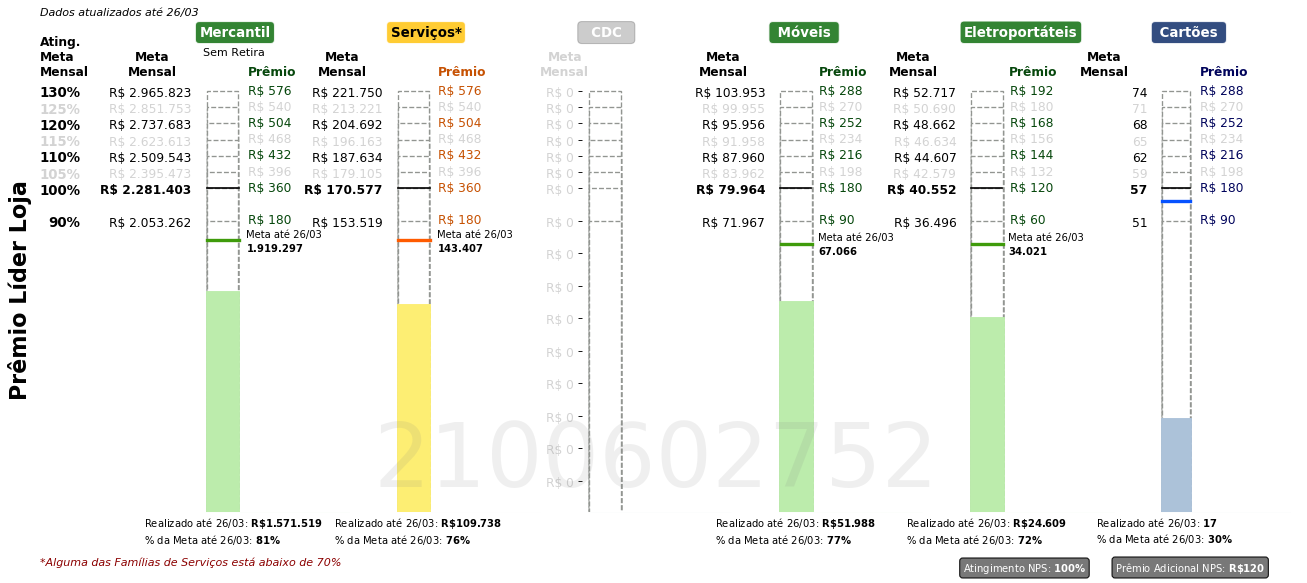 Dados atualizados até 26/03
Mercantil Serviços* CDC Móveis Eletroportáteis Cartões
Sem Retira
Ating. Meta Mensal
Meta Mensal Prêmio Meta Mensal Prêmio Meta Mensal Meta Mensal Prêmio Meta Mensal Prêmio Meta Mensal Prêmio
130% R$ 2.965.823 R$ 576 R$ 221.750 R$ 576 R$ 0 R$ 103.953 R$ 288 R$ 52.717 R$ 192 74 R$ 288
125% R$ 2.851.753 R$ 540 R$ 213.221 R$ 540 R$ 0 R$ 99.955 R$ 270 R$ 50.690 R$ 180 71 R$ 270
120% R$ 2.737.683 R$ 504 R$ 204.692 R$ 504 R$ 0 R$ 95.956 R$ 252 R$ 48.662 R$ 168 68 R$ 252
115% R$ 2.623.613 R$ 468 R$ 196.163 R$ 468 R$ 0 R$ 91.958 R$ 234 R$ 46.635 R$ 156 65 R$ 234
110% R$ 2.509.543 R$ 432 R$ 187.634 R$ 432 R$ 0 R$ 87.960 R$ 216 R$ 44.607 R$ 144 62 R$ 216
105% R$ 2.395.473 R$ 396 R$ 179.105 R$ 396 R$ 0 R$ 83.962 R$ 198 R$ 42.579 R$ 132 59 R$ 198
100% R$ 2.281.403 R$ 360 R$ 170.577 R$ 360 R$ 0 R$ 79.964 R$ 180 R$ 40.552 R$ 120 57 R$ 180
90% R$ 2.053.262 R$ 180 R$ 153.519 R$ 180 R$ 0 R$ 71.967 R$ 90 R$ 36.496 R$ 60 51 R$ 90
Meta até 26/03 Meta até 26/03 Meta até 26/03 Meta até 26/03
1.919.297 143.407 67.066 34.021
R$ 0
R$ 0
R$ 0
R$ 0
R$ 0
R$ 0
R$ 0
R$ 0
Prêmio Líder Loja
2100602752
Realizado até 26/03: R$1.571.519 Realizado até 26/03: R$109.738 Realizado até 26/03: R$51.988 Realizado até 26/03: R$24.609 Realizado até 26/03: 17
% da Meta até 26/03: 81% % da Meta até 26/03: 76% % da Meta até 26/03: 77% % da Meta até 26/03: 72% % da Meta até 26/03: 30%
*Alguma das Famílias de Serviços está abaixo de 70%
Atingimento NPS: 100% Prêmio Adicional NPS: R$120